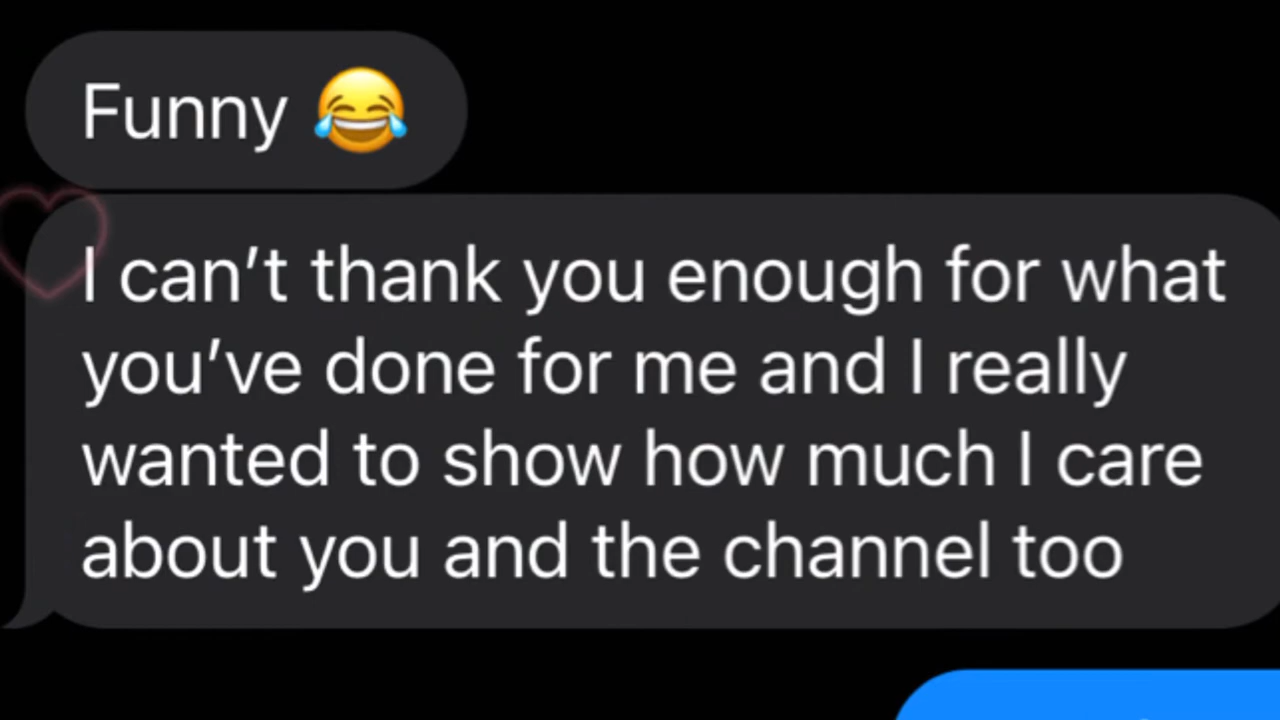 Funny 😂
I can’t thank you enough for what
you’ve done for me and I really
wanted to show how much I care
about you and the channel too